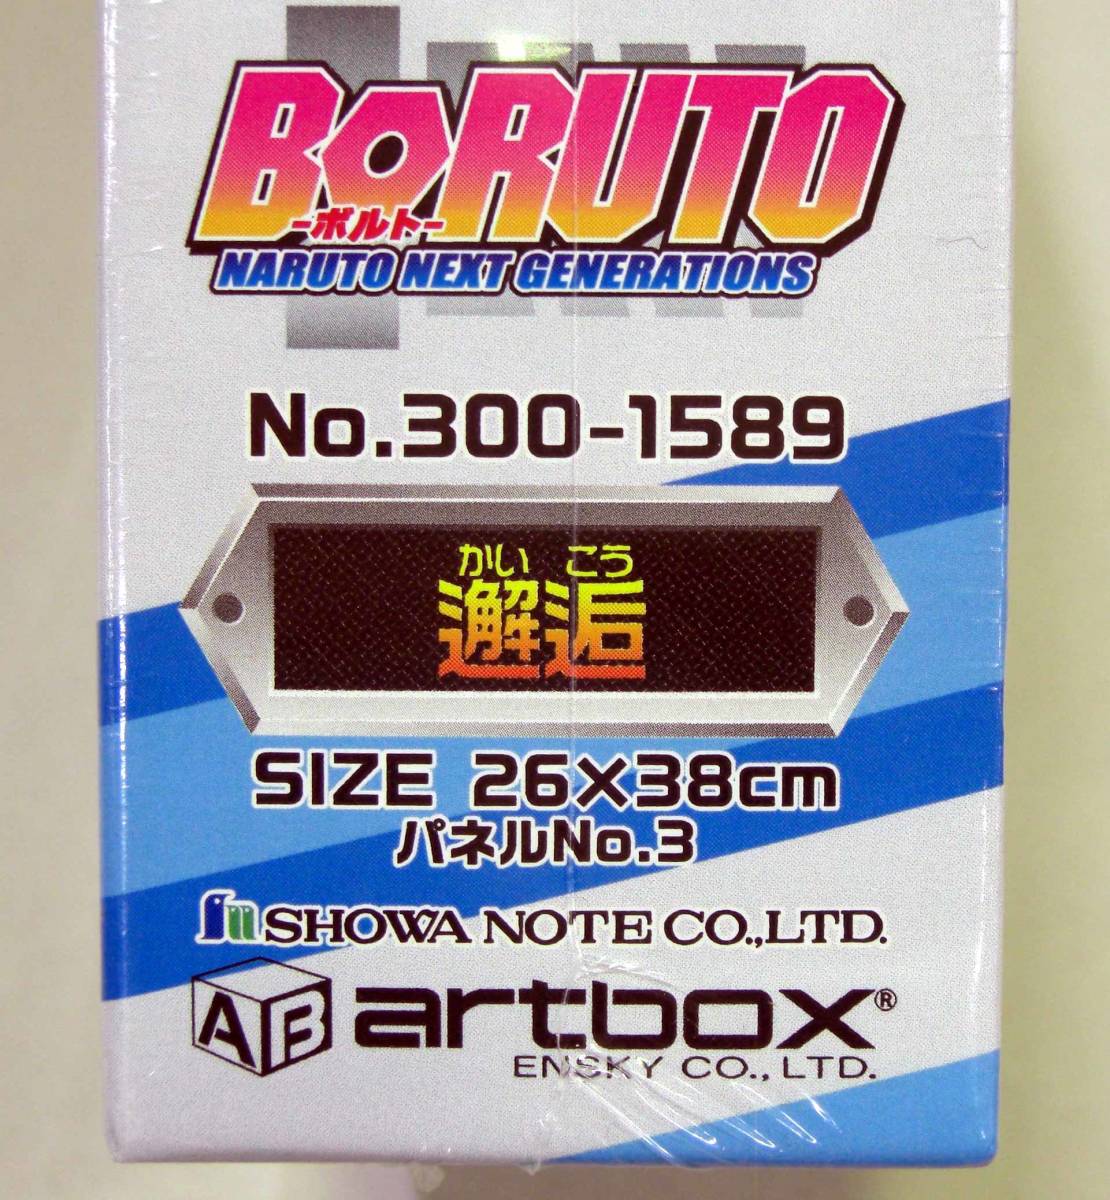 BORUTO
-ボルト-
NARUTO NEXT GENERATIONS
No.300-1589
かい こう
邂逅
SIZE 26×38cm
パネルNo.3
SHOWA NOTE CO.,LTD.
AB artbox®
ENSKY CO., LTD.